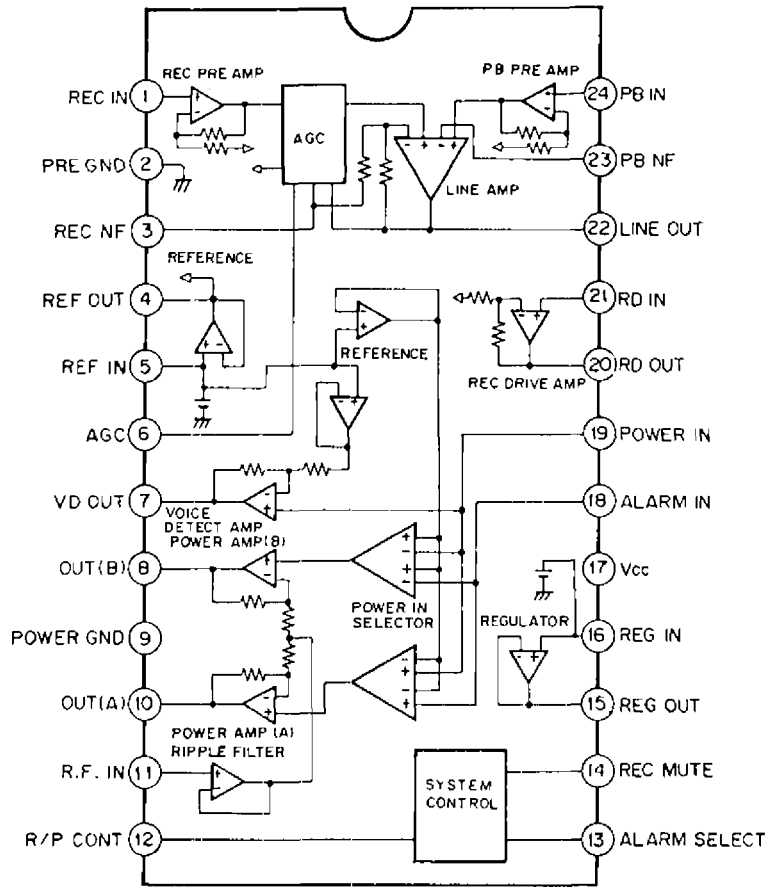 REC IN
1
REC PRE AMP
AGC
PB PRE AMP
24
PB IN
PRE GND
2
23
PB NF
LINE AMP
REC NF
3
22
LINE OUT
REFERENCE
REF OUT
4
21
RD IN
REFERENCE
REF IN
5
REC DRIVE AMP
20
RD OUT
AGC
6
19
POWER IN
VD OUT
7
VOICE
DETECT AMP
POWER AMP(B)
18
ALARM IN
OUT(B)
8
POWER IN
SELECTOR
17
Vcc
POWER GND
9
REGULATOR
16
REG IN
OUT(A)
10
POWER AMP (A)
RIPPLE FILTER
15
REG OUT
R.F. IN
11
SYSTEM
CONTROL
14
REC MUTE
R/P CONT
12
13
ALARM SELECT